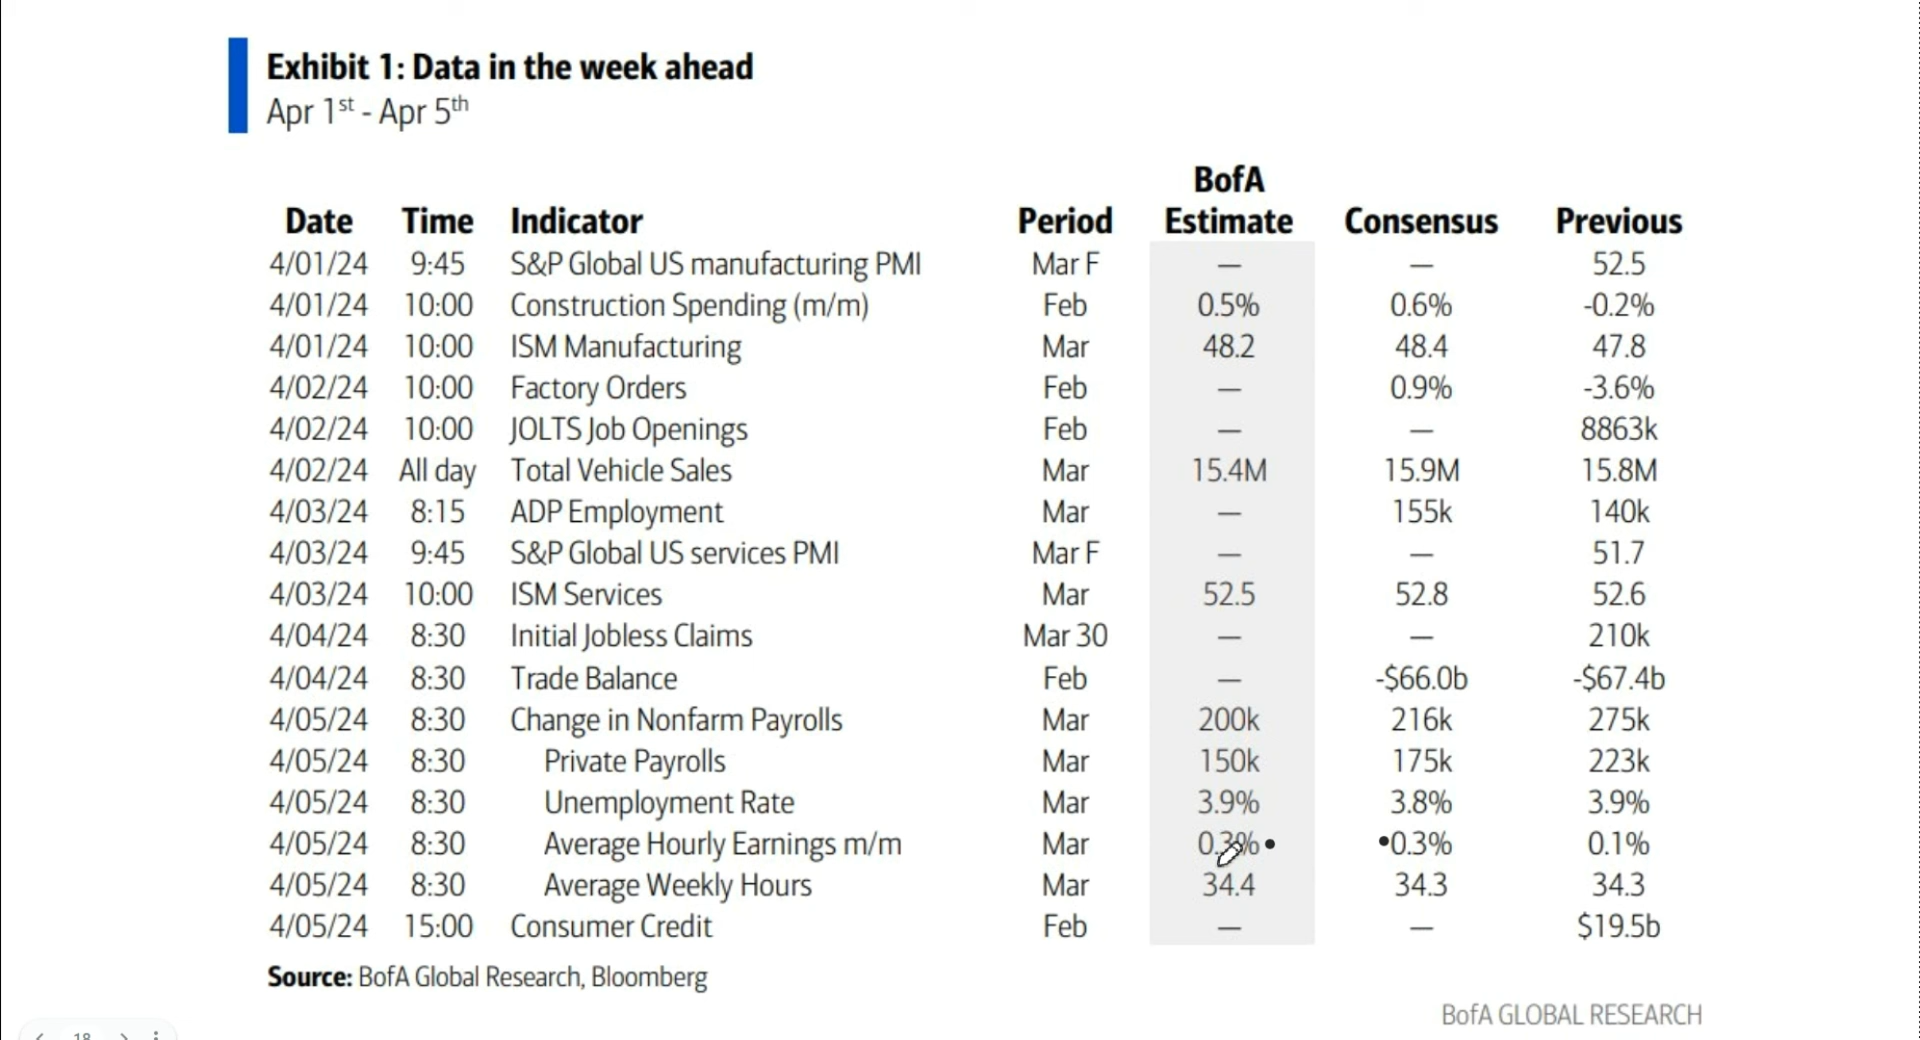 Exhibit 1: Data in the week ahead
Apr 1st - Apr 5th
BofA
Date Time Indicator Period Estimate Consensus Previous
4/01/24 9:45 S&P Global US manufacturing PMI Mar F — — 52.5
4/01/24 10:00 Construction Spending (m/m) Feb 0.5% 0.6% -0.2%
4/01/24 10:00 ISM Manufacturing Mar 48.2 48.4 47.8
4/02/24 10:00 Factory Orders Feb — 0.9% -3.6%
4/02/24 10:00 JOLTS Job Openings Feb — — 8863k
4/02/24 All day Total Vehicle Sales Mar 15.4M 15.9M 15.8M
4/03/24 8:15 ADP Employment Mar — 155k 140k
4/03/24 9:45 S&P Global US services PMI Mar F — — 51.7
4/03/24 10:00 ISM Services Mar 52.5 52.8 52.6
4/04/24 8:30 Initial Jobless Claims Mar 30 — — 210k
4/04/24 8:30 Trade Balance Feb — -$66.0b -$67.4b
4/05/24 8:30 Change in Nonfarm Payrolls Mar 200k 216k 275k
4/05/24 8:30 Private Payrolls Mar 150k 175k 223k
4/05/24 8:30 Unemployment Rate Mar 3.9% 3.8% 3.9%
4/05/24 8:30 Average Hourly Earnings m/m Mar 0.3% 0.3% 0.1%
4/05/24 8:30 Average Weekly Hours Mar 34.4 34.3 34.3
4/05/24 15:00 Consumer Credit Feb — — $19.5b
Source: BofA Global Research, Bloomberg
BofA GLOBAL RESEARCH
18